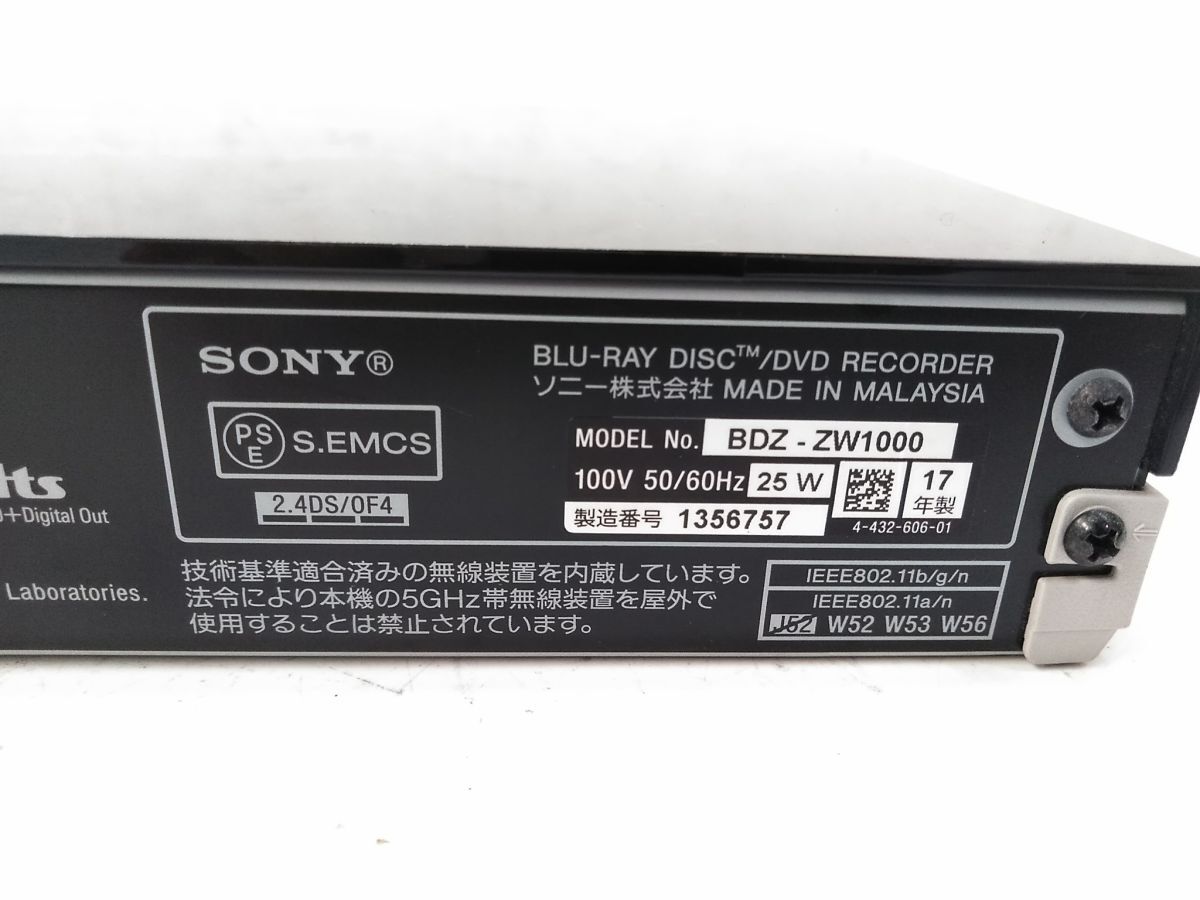 SONY®
BLU-RAY DISC™/DVD RECORDER
ソニー株式会社 MADE IN MALAYSIA
PSE S.EMCS
MODEL No. BDZ - ZW1000
100V 50/60Hz 25 W
17
年製
2.4DS/OF4
製造番号 1356757
4-432-606-01
+Digital Out
Laboratories.
技術基準適合済みの無線装置を内蔵しています。
法令により本機の5GHz帯無線装置を屋外で
使用することは禁止されています。
IEEE802.11b/g/n
IEEE802.11a/n
J52 W52 W53 W56